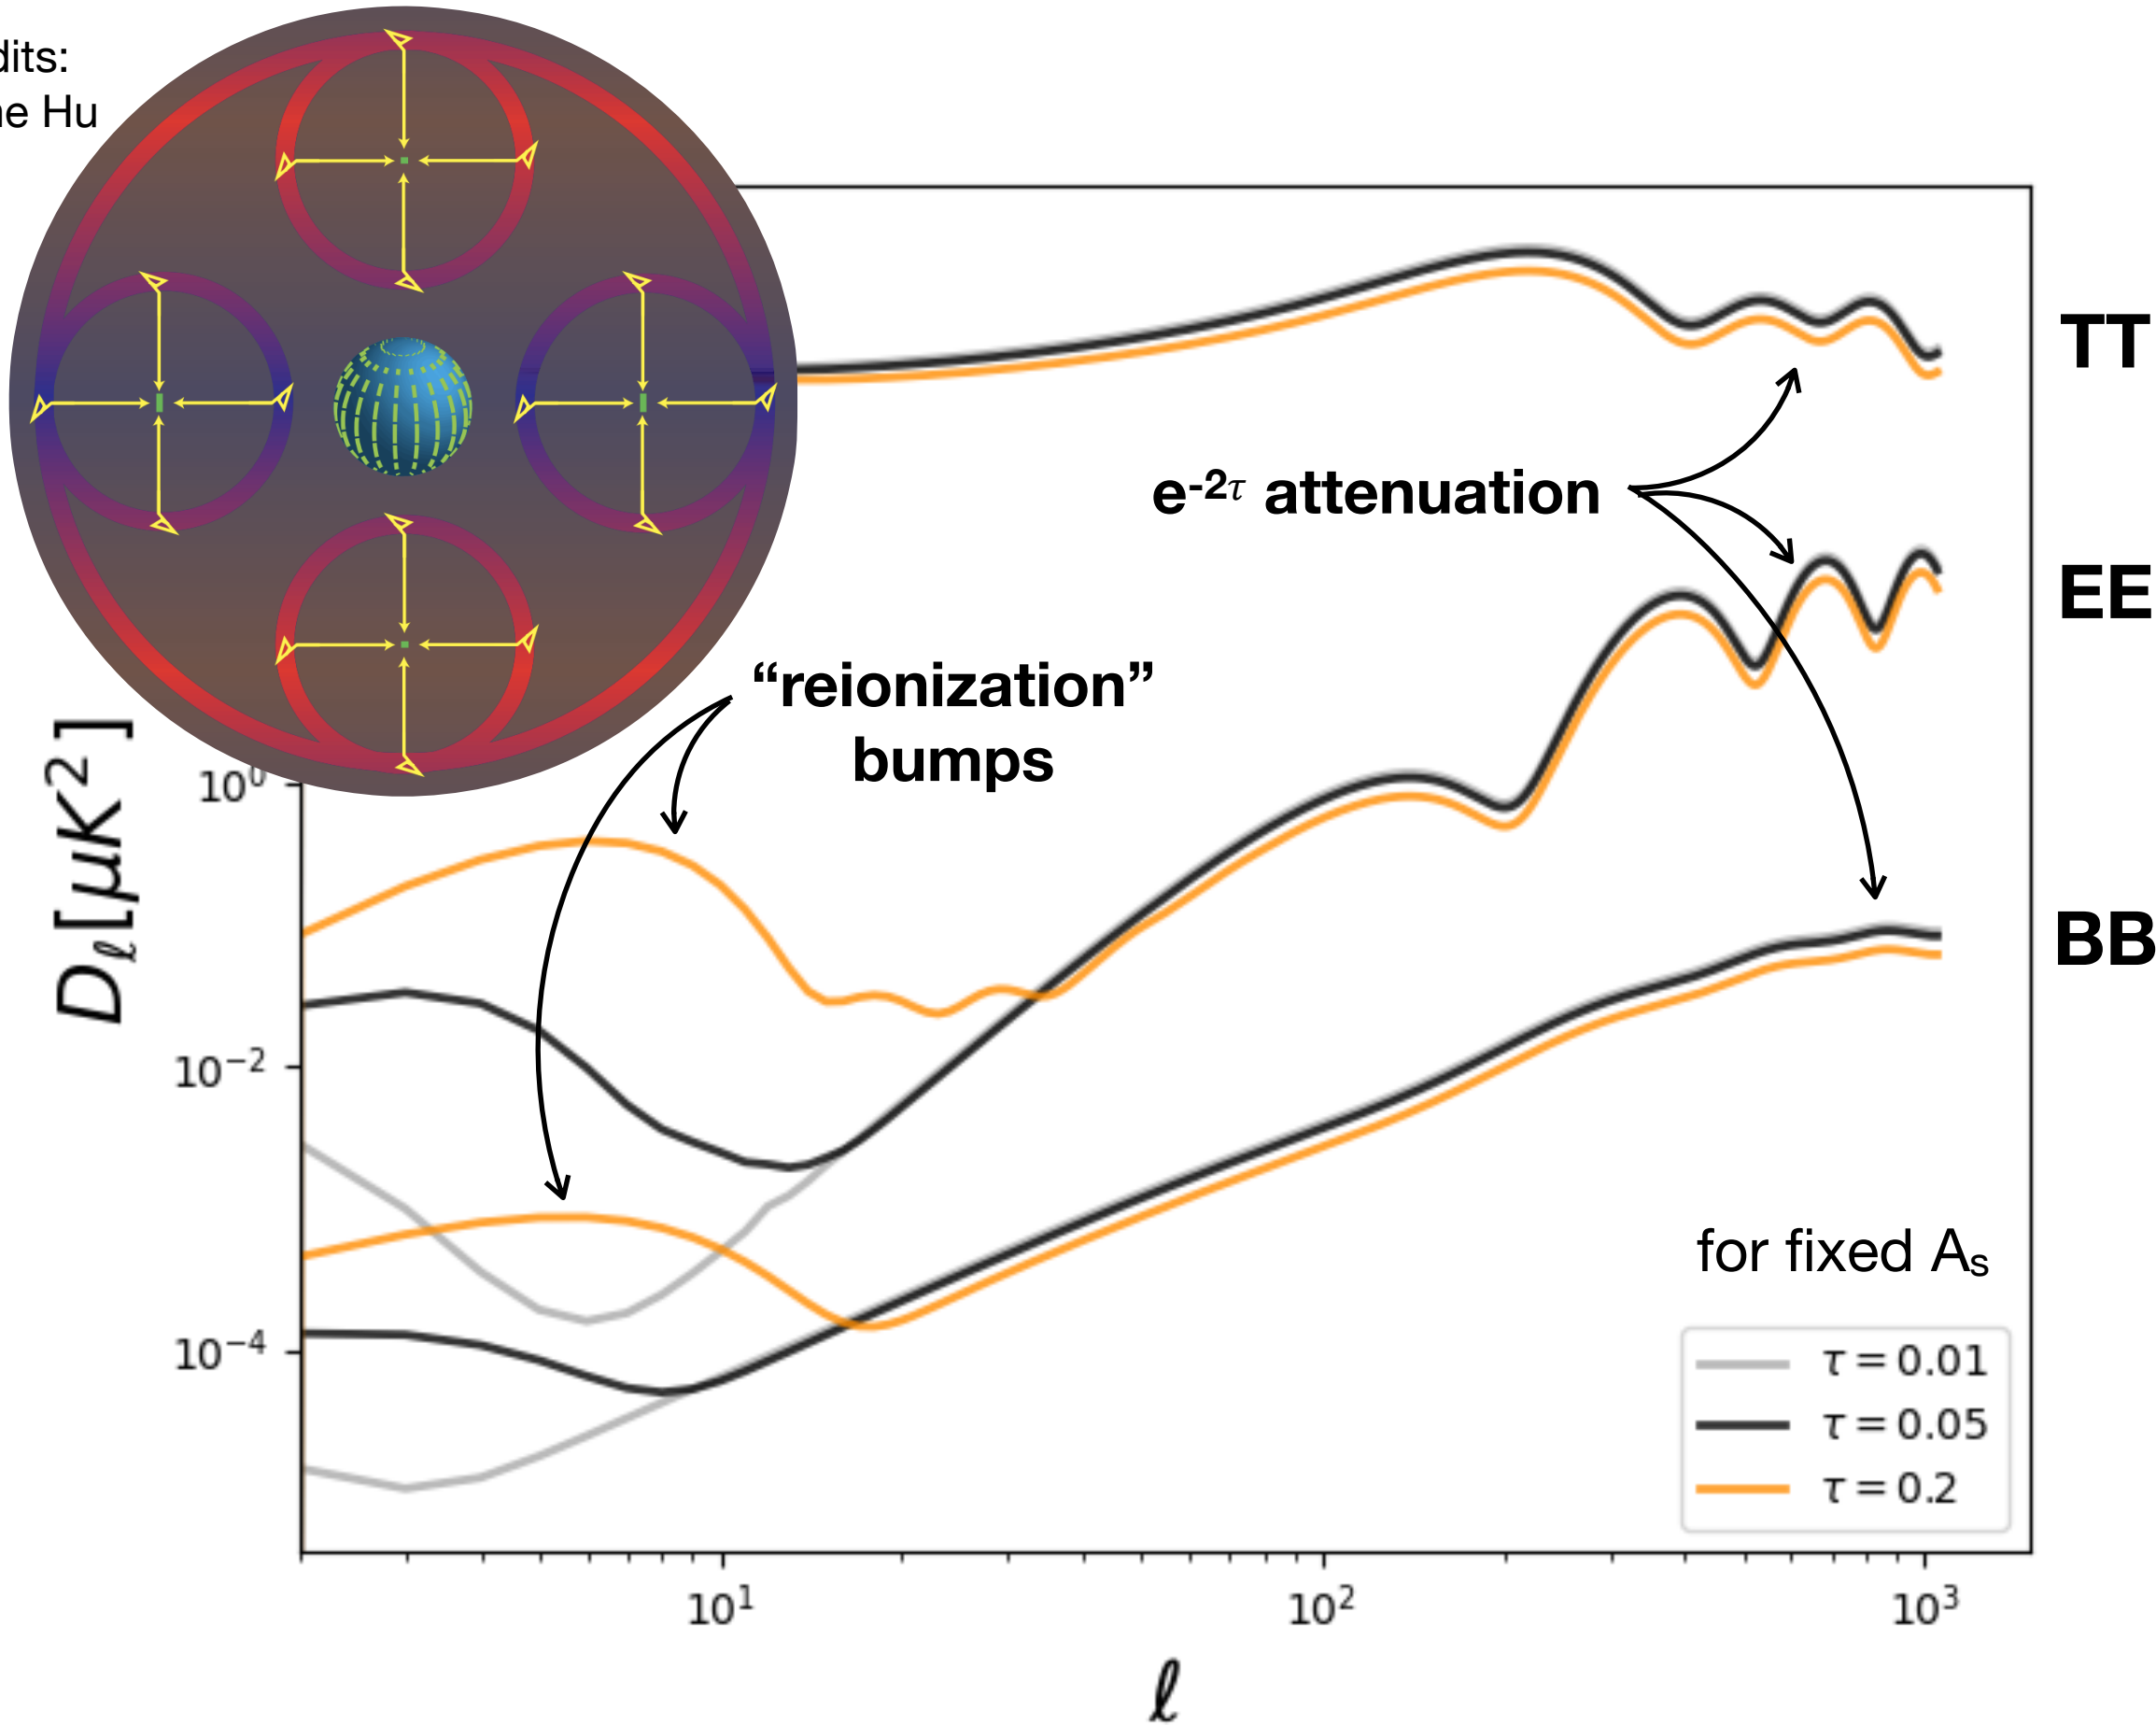 dits:
ne Hu
TT
e⁻²τ attenuation
EE
“reionization”
bumps
BB
Dℓ[μK²]
10⁰
10⁻²
10⁻⁴
for fixed Aₛ
τ = 0.01
τ = 0.05
τ = 0.2
10¹
10²
10³
ℓ